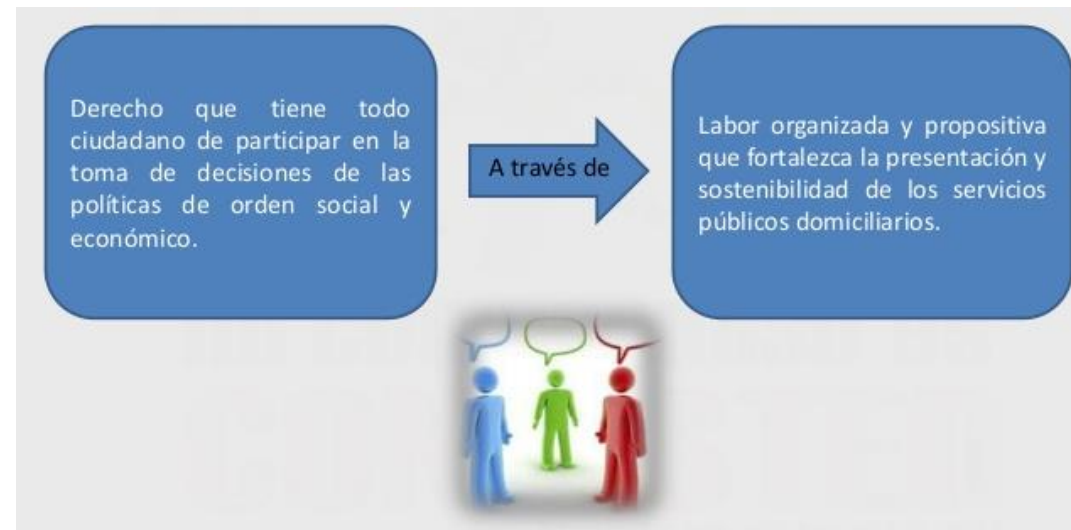 Derecho que tiene todo
ciudadano de participar en la
toma de decisiones de las
políticas de orden social y
económico.
A través de
Labor organizada y propositiva
que fortalezca la presentación y
sostenibilidad de los servicios
públicos domiciliarios.